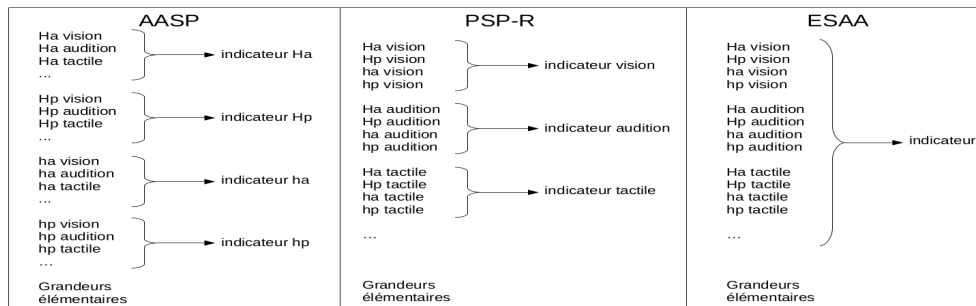 AASP
Ha vision
Ha audition
Ha tactile
...
indicateur Ha
Hp vision
Hp audition
Hp tactile
...
indicateur Hp
ha vision
ha audition
ha tactile
...
indicateur ha
hp vision
hp audition
hp tactile
...
indicateur hp
Grandeurs
élémentaires
PSP-R
Ha vision
Hp vision
ha vision
hp vision
indicateur vision
Ha audition
Hp audition
ha audition
hp audition
indicateur audition
Ha tactile
Hp tactile
ha tactile
hp tactile
indicateur tactile
...
Grandeurs
élémentaires
ESAA
Ha vision
Hp vision
ha vision
hp vision
Ha audition
Hp audition
ha audition
hp audition
Ha tactile
Hp tactile
ha tactile
hp tactile
...
indicateur
Grandeurs
élémentaires